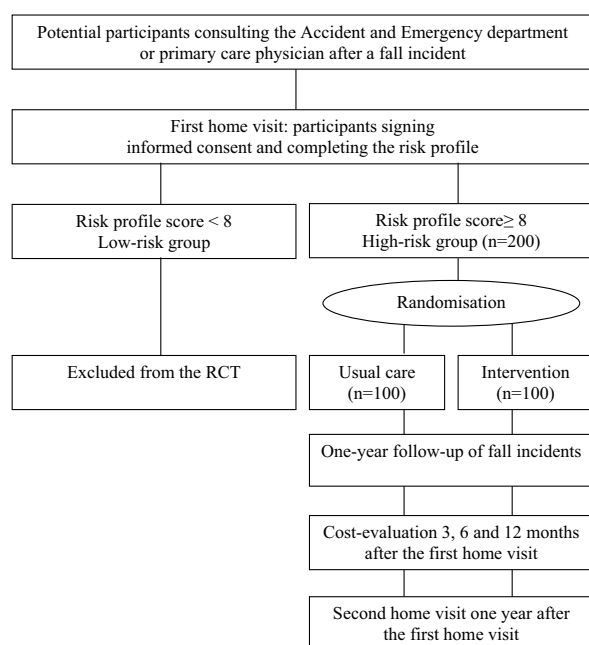 Potential participants consulting the Accident and Emergency department
or primary care physician after a fall incident
First home visit: participants signing
informed consent and completing the risk profile
Risk profile score < 8
Low-risk group
Risk profile score≥ 8
High-risk group (n=200)
Randomisation
Excluded from the RCT
Usual care
(n=100)
Intervention
(n=100)
One-year follow-up of fall incidents
Cost-evaluation 3, 6 and 12 months
after the first home visit
Second home visit one year after
the first home visit